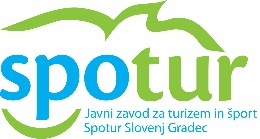 spotur
Javni zavod za turizem in šport
Spotur Slovenj Gradec